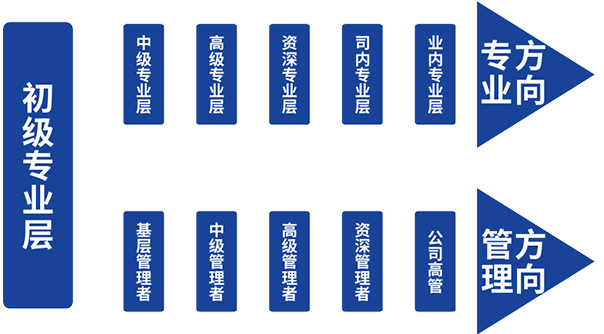 初级专业层
中级专业层
高级专业层
资深专业层
司内专业层
业内专业层
专业
方向
基层管理者
中级管理者
高级管理者
资深管理者
公司高管
管理
方向